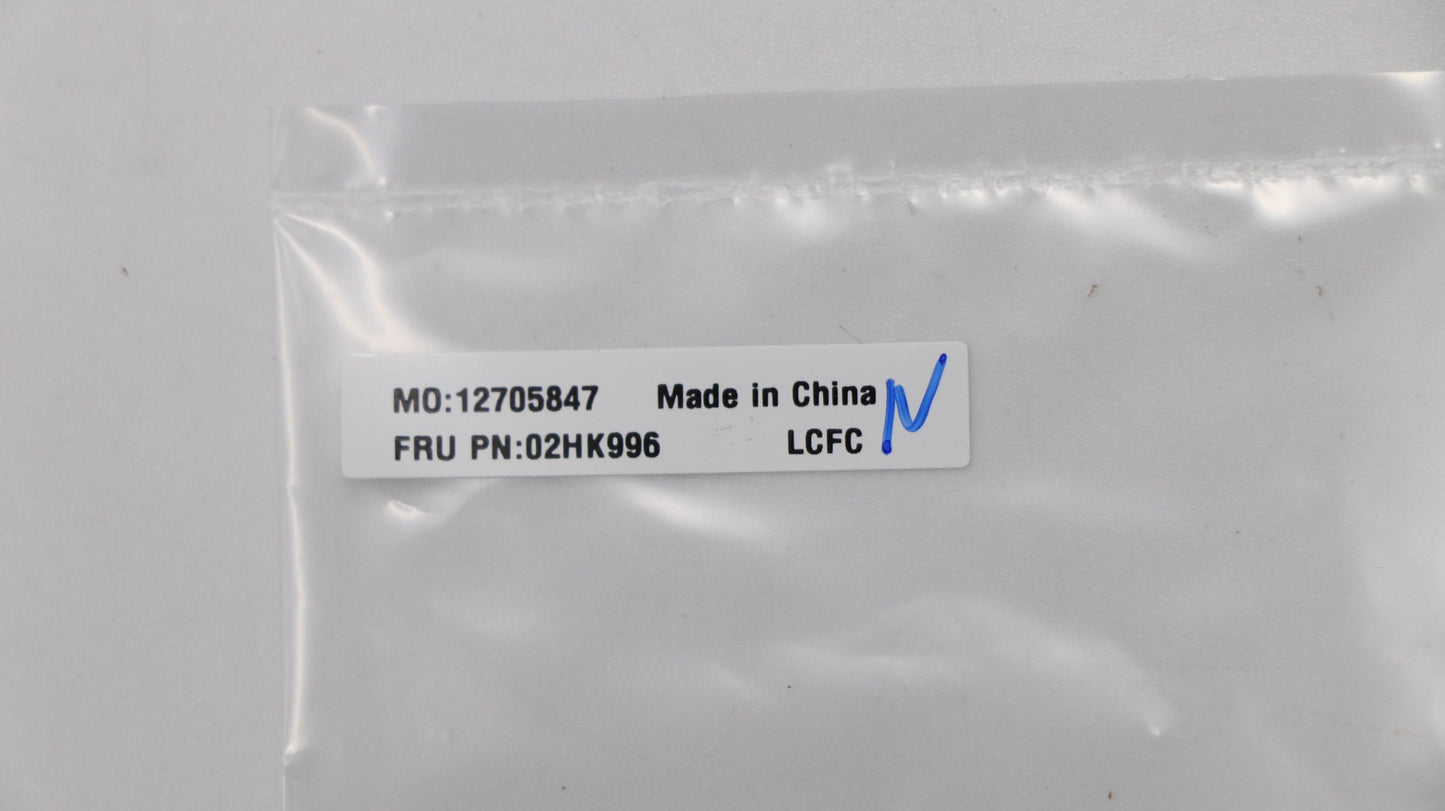 MO:12705847 Made in China N
FRU PN:02HK996 LCFC